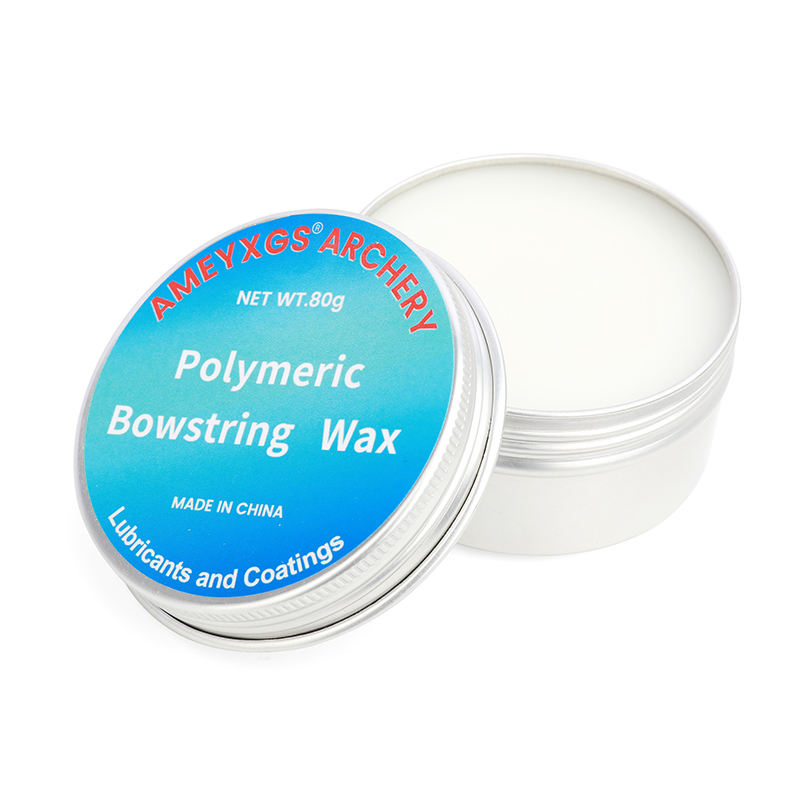 AMEYXGS® ARCHERY
NET WT.80g
Polymeric
Bowstring Wax
MADE IN CHINA
Lubricants and Coatings